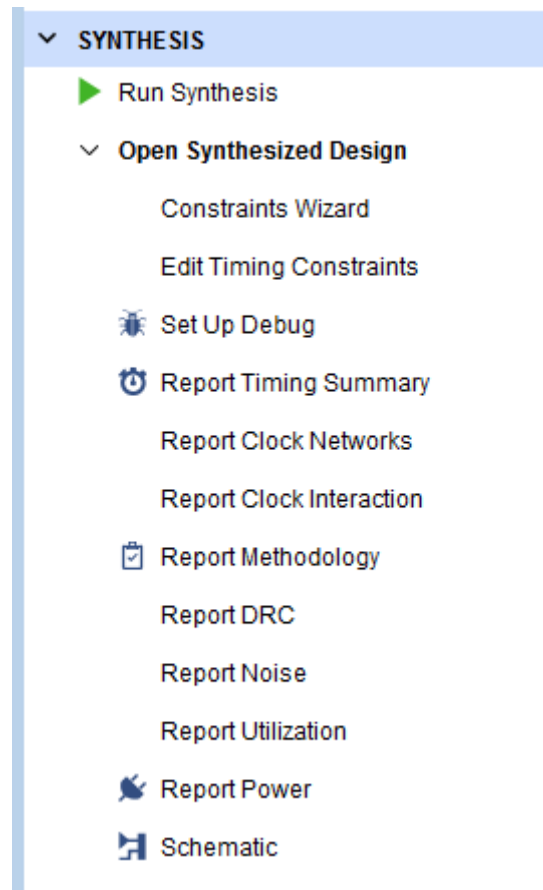 SYNTHESIS
Run Synthesis
Open Synthesized Design
Constraints Wizard
Edit Timing Constraints
Set Up Debug
Report Timing Summary
Report Clock Networks
Report Clock Interaction
Report Methodology
Report DRC
Report Noise
Report Utilization
Report Power
Schematic